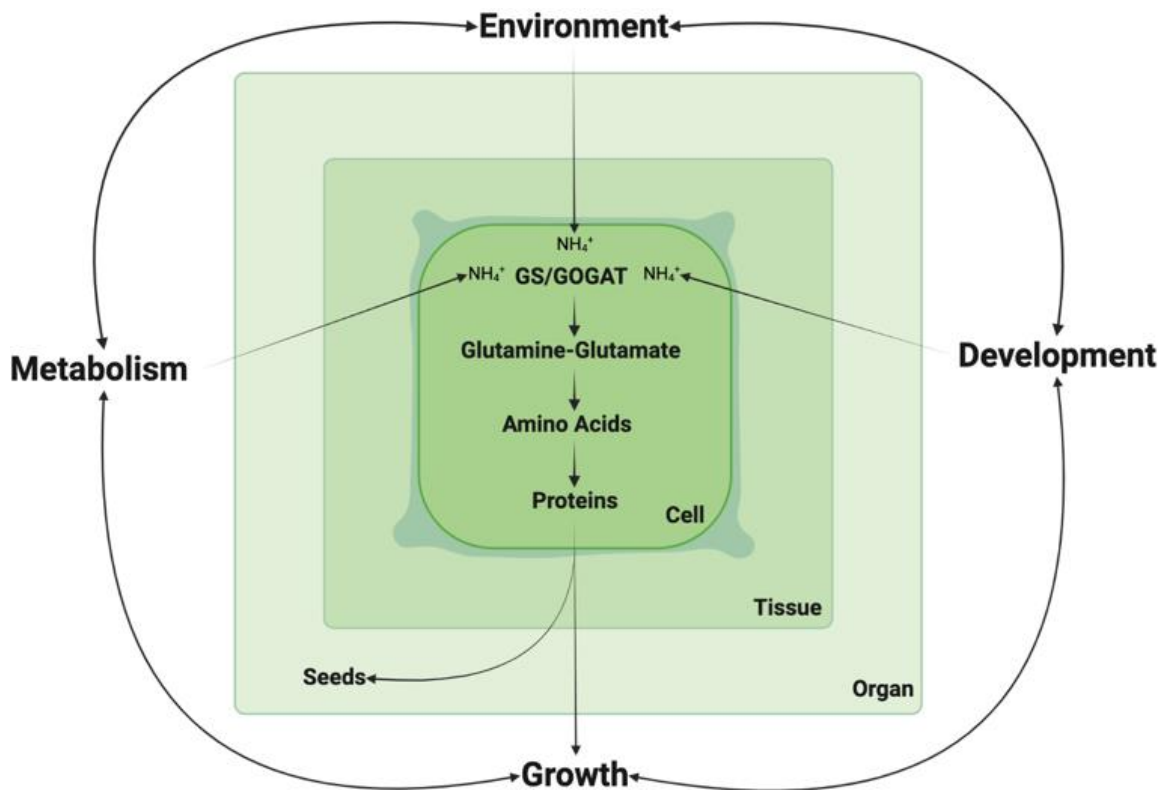 Environment
NH₄⁺
NH₄⁺ GS/GOGAT NH₄⁺
Glutamine-Glutamate
Metabolism
Development
Amino Acids
Proteins
Cell
Tissue
Seeds
Organ
Growth